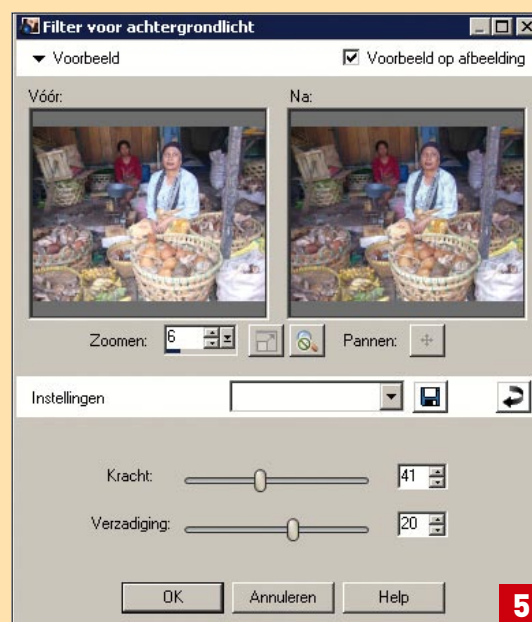 Filter voor achtergrondlicht
Voorbeeld
Voorbeeld op afbeelding
Vóór:
Na:
Zoomen: 6
Pannen:
Instellingen
Kracht: 41
Verzadiging: 20
OK Annuleren Help
5